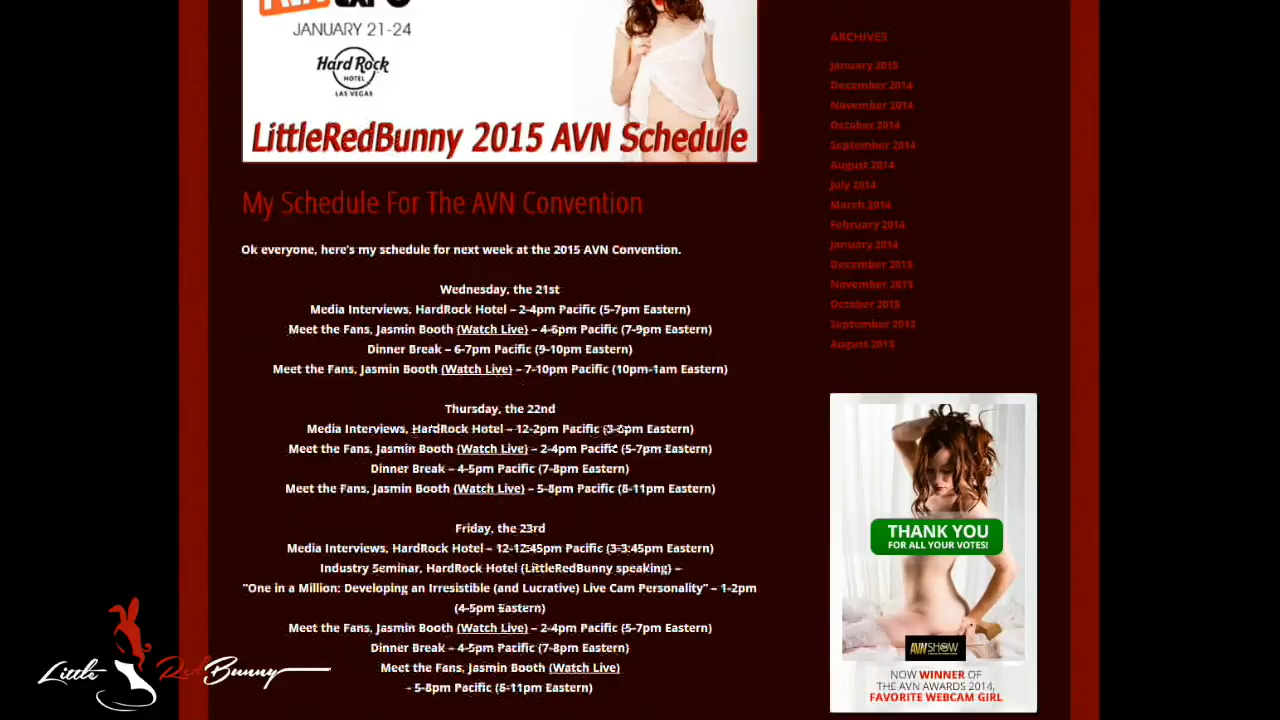 JANUARY 21-24
Hard Rock
HOTEL
LAS VEGAS
LittleRedBunny 2015 AVN Schedule
My Schedule For The AVN Convention
Ok everyone, here's my schedule for next week at the 2015 AVN Convention.
Wednesday, the 21st
Media Interviews, HardRock Hotel – 2-4pm Pacific (5-7pm Eastern)
Meet the Fans, Jasmin Booth (Watch Live) – 4-6pm Pacific (7-9pm Eastern)
Dinner Break – 6-7pm Pacific (9-10pm Eastern)
Meet the Fans, Jasmin Booth (Watch Live) – 7-10pm Pacific (10pm-1am Eastern)
Thursday, the 22nd
Media Interviews, HardRock Hotel – 12-2pm Pacific Eastern)
Meet the Fans, Jasmin Booth (Watch Live) – 2-4pm Pacific (5-7pm Eastern)
Dinner Break – 4-5pm Pacific (7-8pm Eastern)
Meet the Fans, Jasmin Booth (Watch Live) – 5-8pm Pacific (8-11pm Eastern)
Friday, the 23rd
Media Interviews, HardRock Hotel – 12-12:45pm Pacific (3-3:45pm Eastern)
Industry Seminar, HardRock Hotel (LittleRedBunny speaking) –
"One in a Million: Developing an Irresistible (and Lucrative) Live Cam Personality" – 1-2pm
(4-5pm Eastern)
Meet the Fans, Jasmin Booth (Watch Live) – 2-4pm Pacific (5-7pm Eastern)
Dinner Break – 4-5pm Pacific (7-8pm Eastern)
Meet the Fans, Jasmin Booth (Watch Live)
- 5-8pm Pacific (8-11pm Eastern)
ARCHIVES
January 2015
December 2014
November 2014
October 2014
September 2014
August 2014
July 2014
March 2014
February 2014
January 2014
December 2013
November 2013
October 2013
September 2013
August 2013
THANK YOU
FOR ALL YOUR VOTES!
AVN SHOW
NOW WINNER OF
THE AVN AWARDS 2014,
FAVORITE WEBCAM GIRL
Little Red Bunny